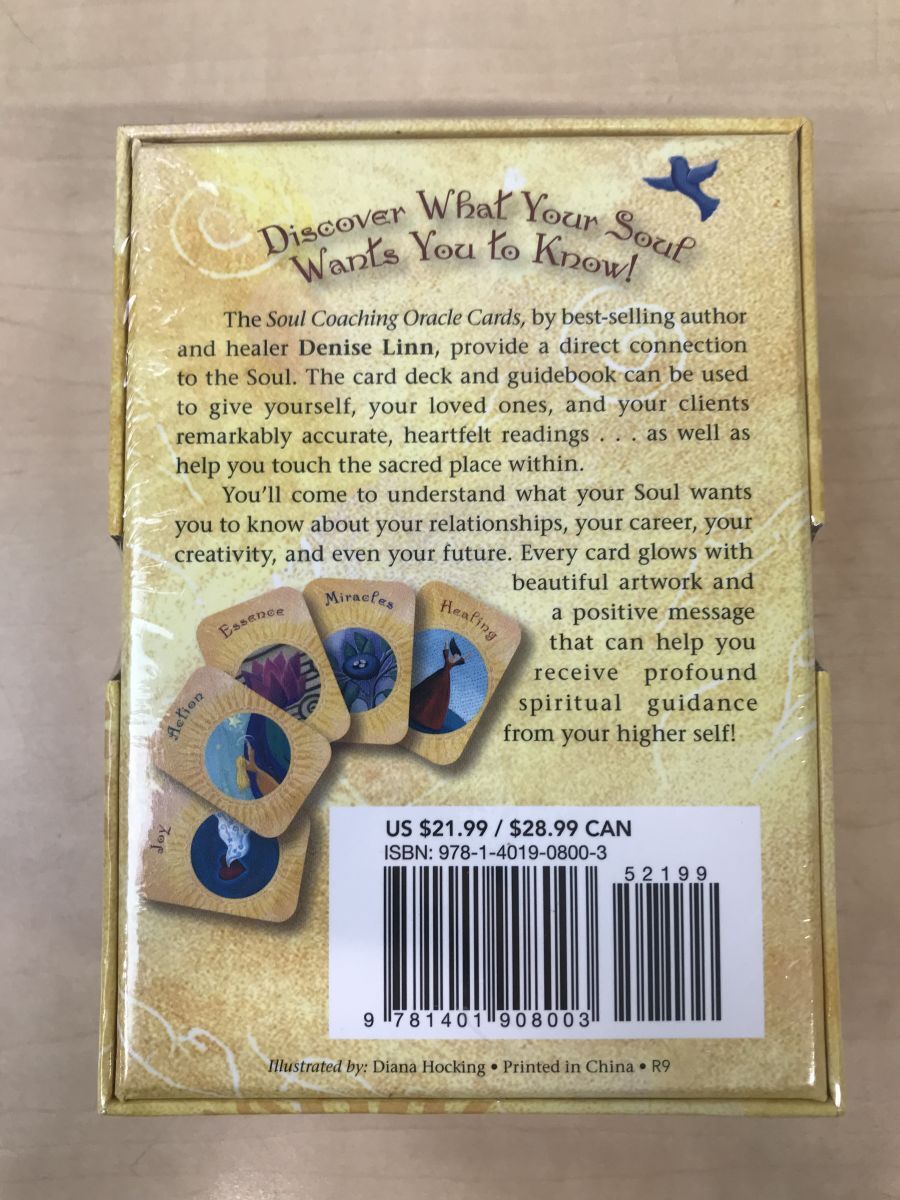 Discover What Your Soul
Wants You to Know!
The Soul Coaching Oracle Cards, by best-selling author
and healer Denise Linn, provide a direct connection
to the Soul. The card deck and guidebook can be used
to give yourself, your loved ones, and your clients
remarkably accurate, heartfelt readings . . . as well as
help you touch the sacred place within.
You'll come to understand what your Soul wants
you to know about your relationships, your career, your
creativity, and even your future. Every card glows with
beautiful artwork and
a positive message
that can help you
receive profound
spiritual guidance
from your higher self!
Essence
Miracles
Healing
Action
Joy
US $21.99 / $28.99 CAN
ISBN: 978-1-4019-0800-3
52199
9 781401 908003
Illustrated by: Diana Hocking • Printed in China • R9